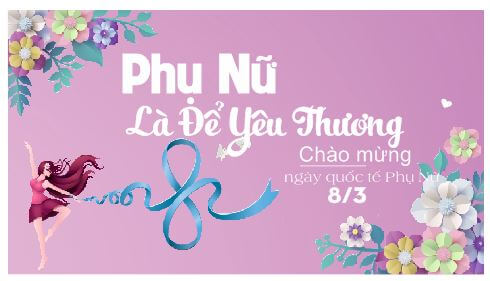 Phụ Nữ
Là Để Yêu Thương
Chào mừng
ngày quốc tế Phụ Nữ
8/3